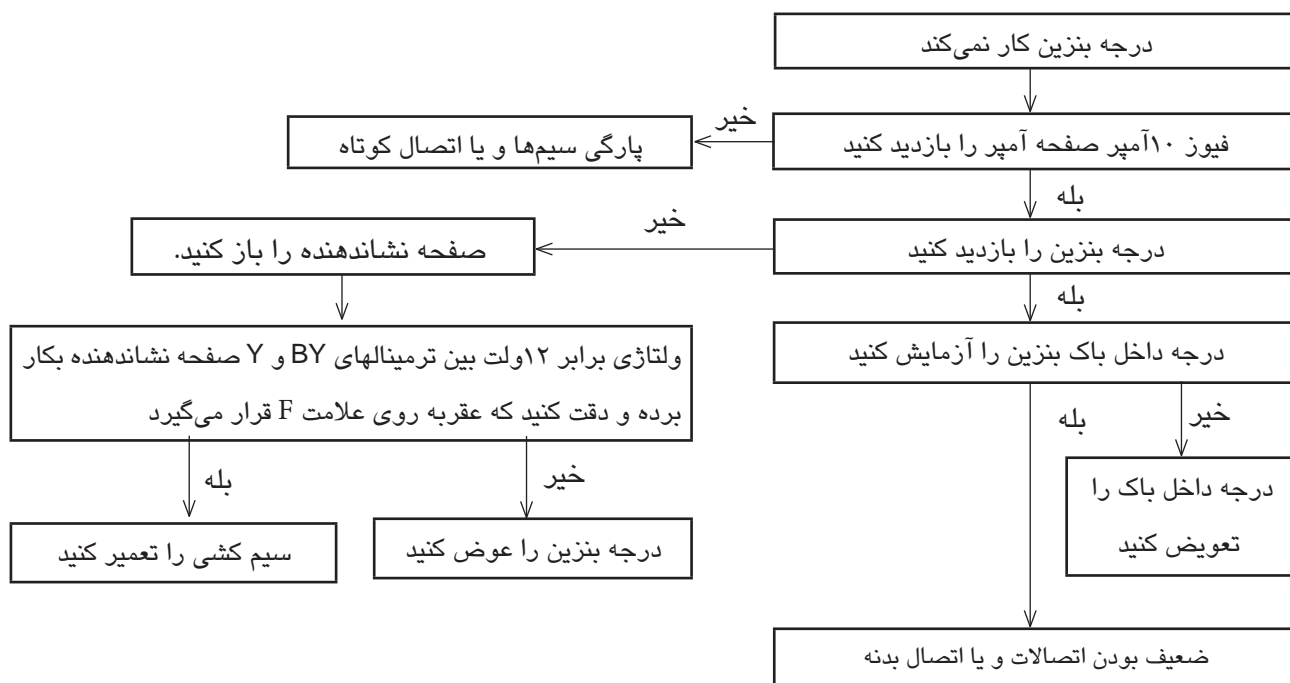 درجه بنزین کار نمی‌کند
فیوز ۱۰آمپر صفحه آمپر را بازدید کنید
خیر
پارگی سیم‌ها و یا اتصال کوتاه
بله
درجه بنزین را بازدید کنید
خیر
صفحه نشاندهنده را باز کنید.
بله
درجه داخل باک بنزین را آزمایش کنید
ولتاژی برابر ۱۲ولت بین ترمینالهای BY و Y صفحه نشاندهنده بکار
برده و دقت کنید که عقربه روی علامت F قرار می‌گیرد
خیر
بله
درجه داخل باک را
تعویض کنید
خیر
بله
درجه بنزین را عوض کنید
سیم کشی را تعمیر کنید
ضعیف بودن اتصالات و یا اتصال بدنه